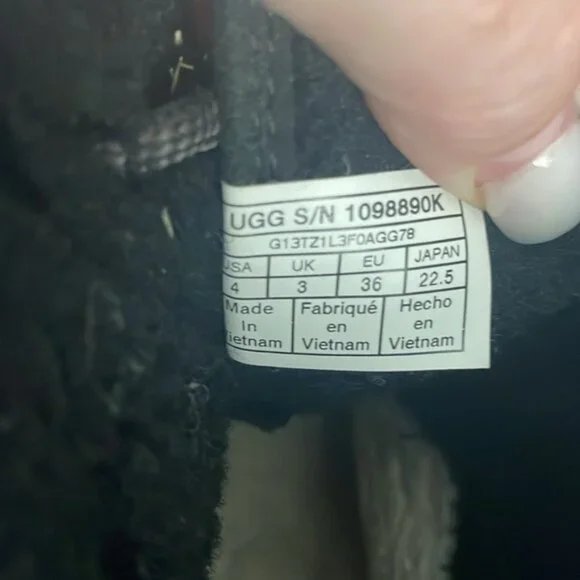 UGG S/N 1098890K
G13TZ1L3F0AGG78
USA UK EU JAPAN
4 3 36 22.5
Made Fabriqué Hecho
In en en
Vietnam Vietnam Vietnam